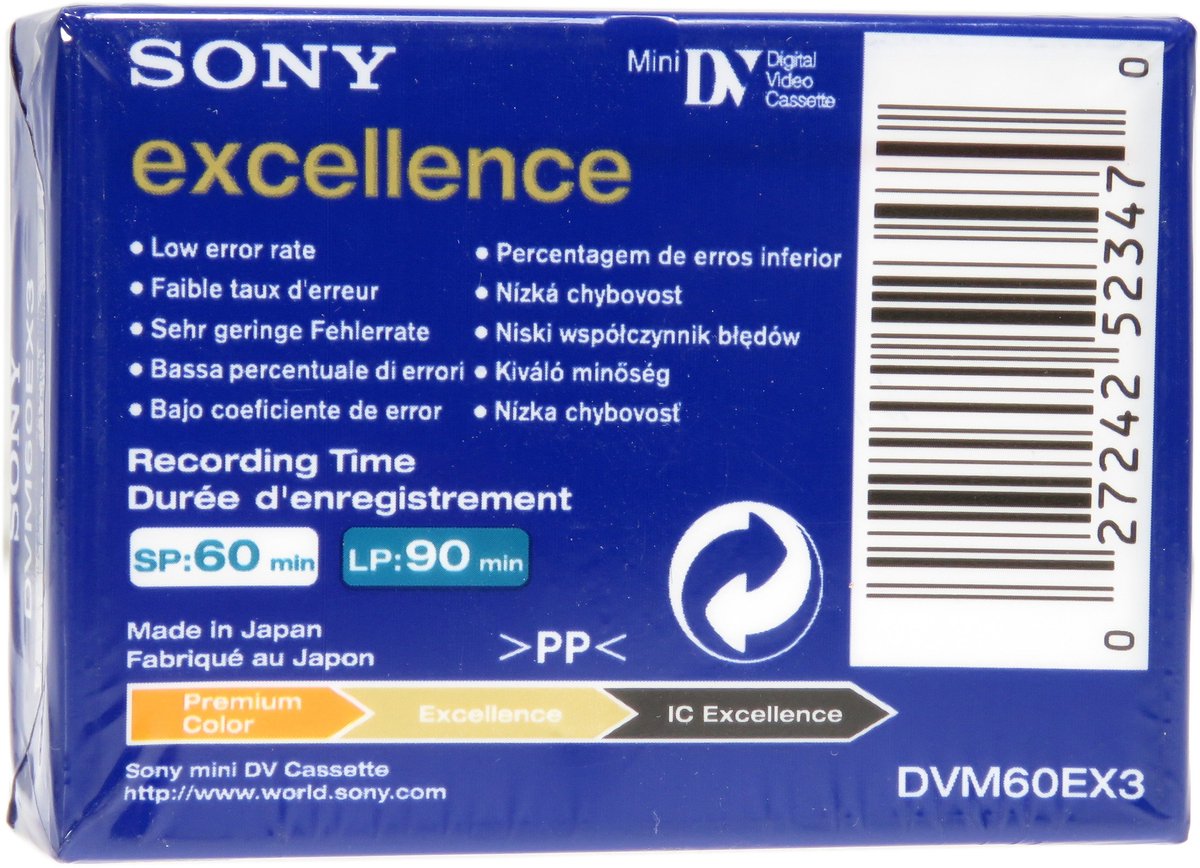 SONY
Mini DV Digital Video Cassette
excellence
• Low error rate
• Faible taux d'erreur
• Sehr geringe Fehlerrate
• Bassa percentuale di errori
• Bajo coeficiente de error
• Percentagem de erros inferior
• Nízká chybovost
• Niski współczynnik błędów
• Kiváló minőség
• Nízka chybovosť
Recording Time
Durée d'enregistrement
SP:60 min
LP:90 min
Made in Japan
Fabriqué au Japon
>PP<
Premium
Color
Excellence
IC Excellence
Sony mini DV Cassette
http://www.world.sony.com
DVM60EX3
0 27242 52347 0
SONY
DVM60EX3